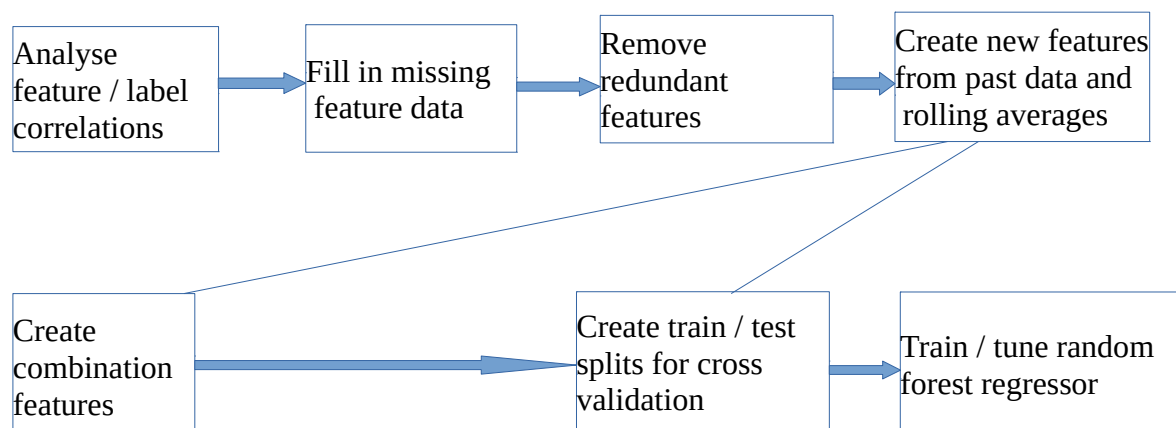 Analyse
feature / label
correlations
Fill in missing
feature data
Remove
redundant
features
Create new features
from past data and
rolling averages
Create
combination
features
Create train / test
splits for cross
validation
Train / tune random
forest regressor